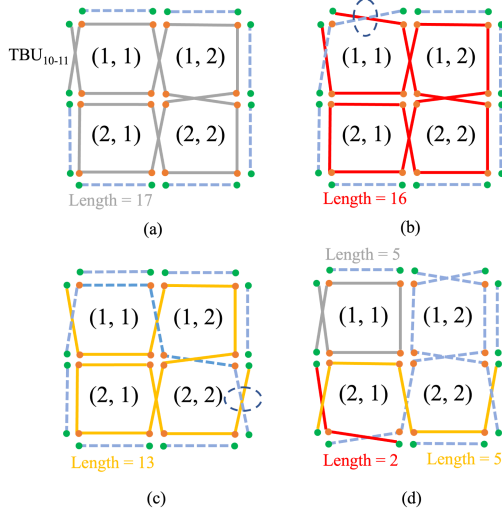 (a)
TBU10-11
(1, 1)
(1, 2)
(2, 1)
(2, 2)
Length = 17
(b)
(1, 1)
(1, 2)
(2, 1)
(2, 2)
Length = 16
(c)
(1, 1)
(1, 2)
(2, 1)
(2, 2)
Length = 13
(d)
Length = 5
(1, 1)
(1, 2)
(2, 1)
(2, 2)
Length = 2
Length = 5